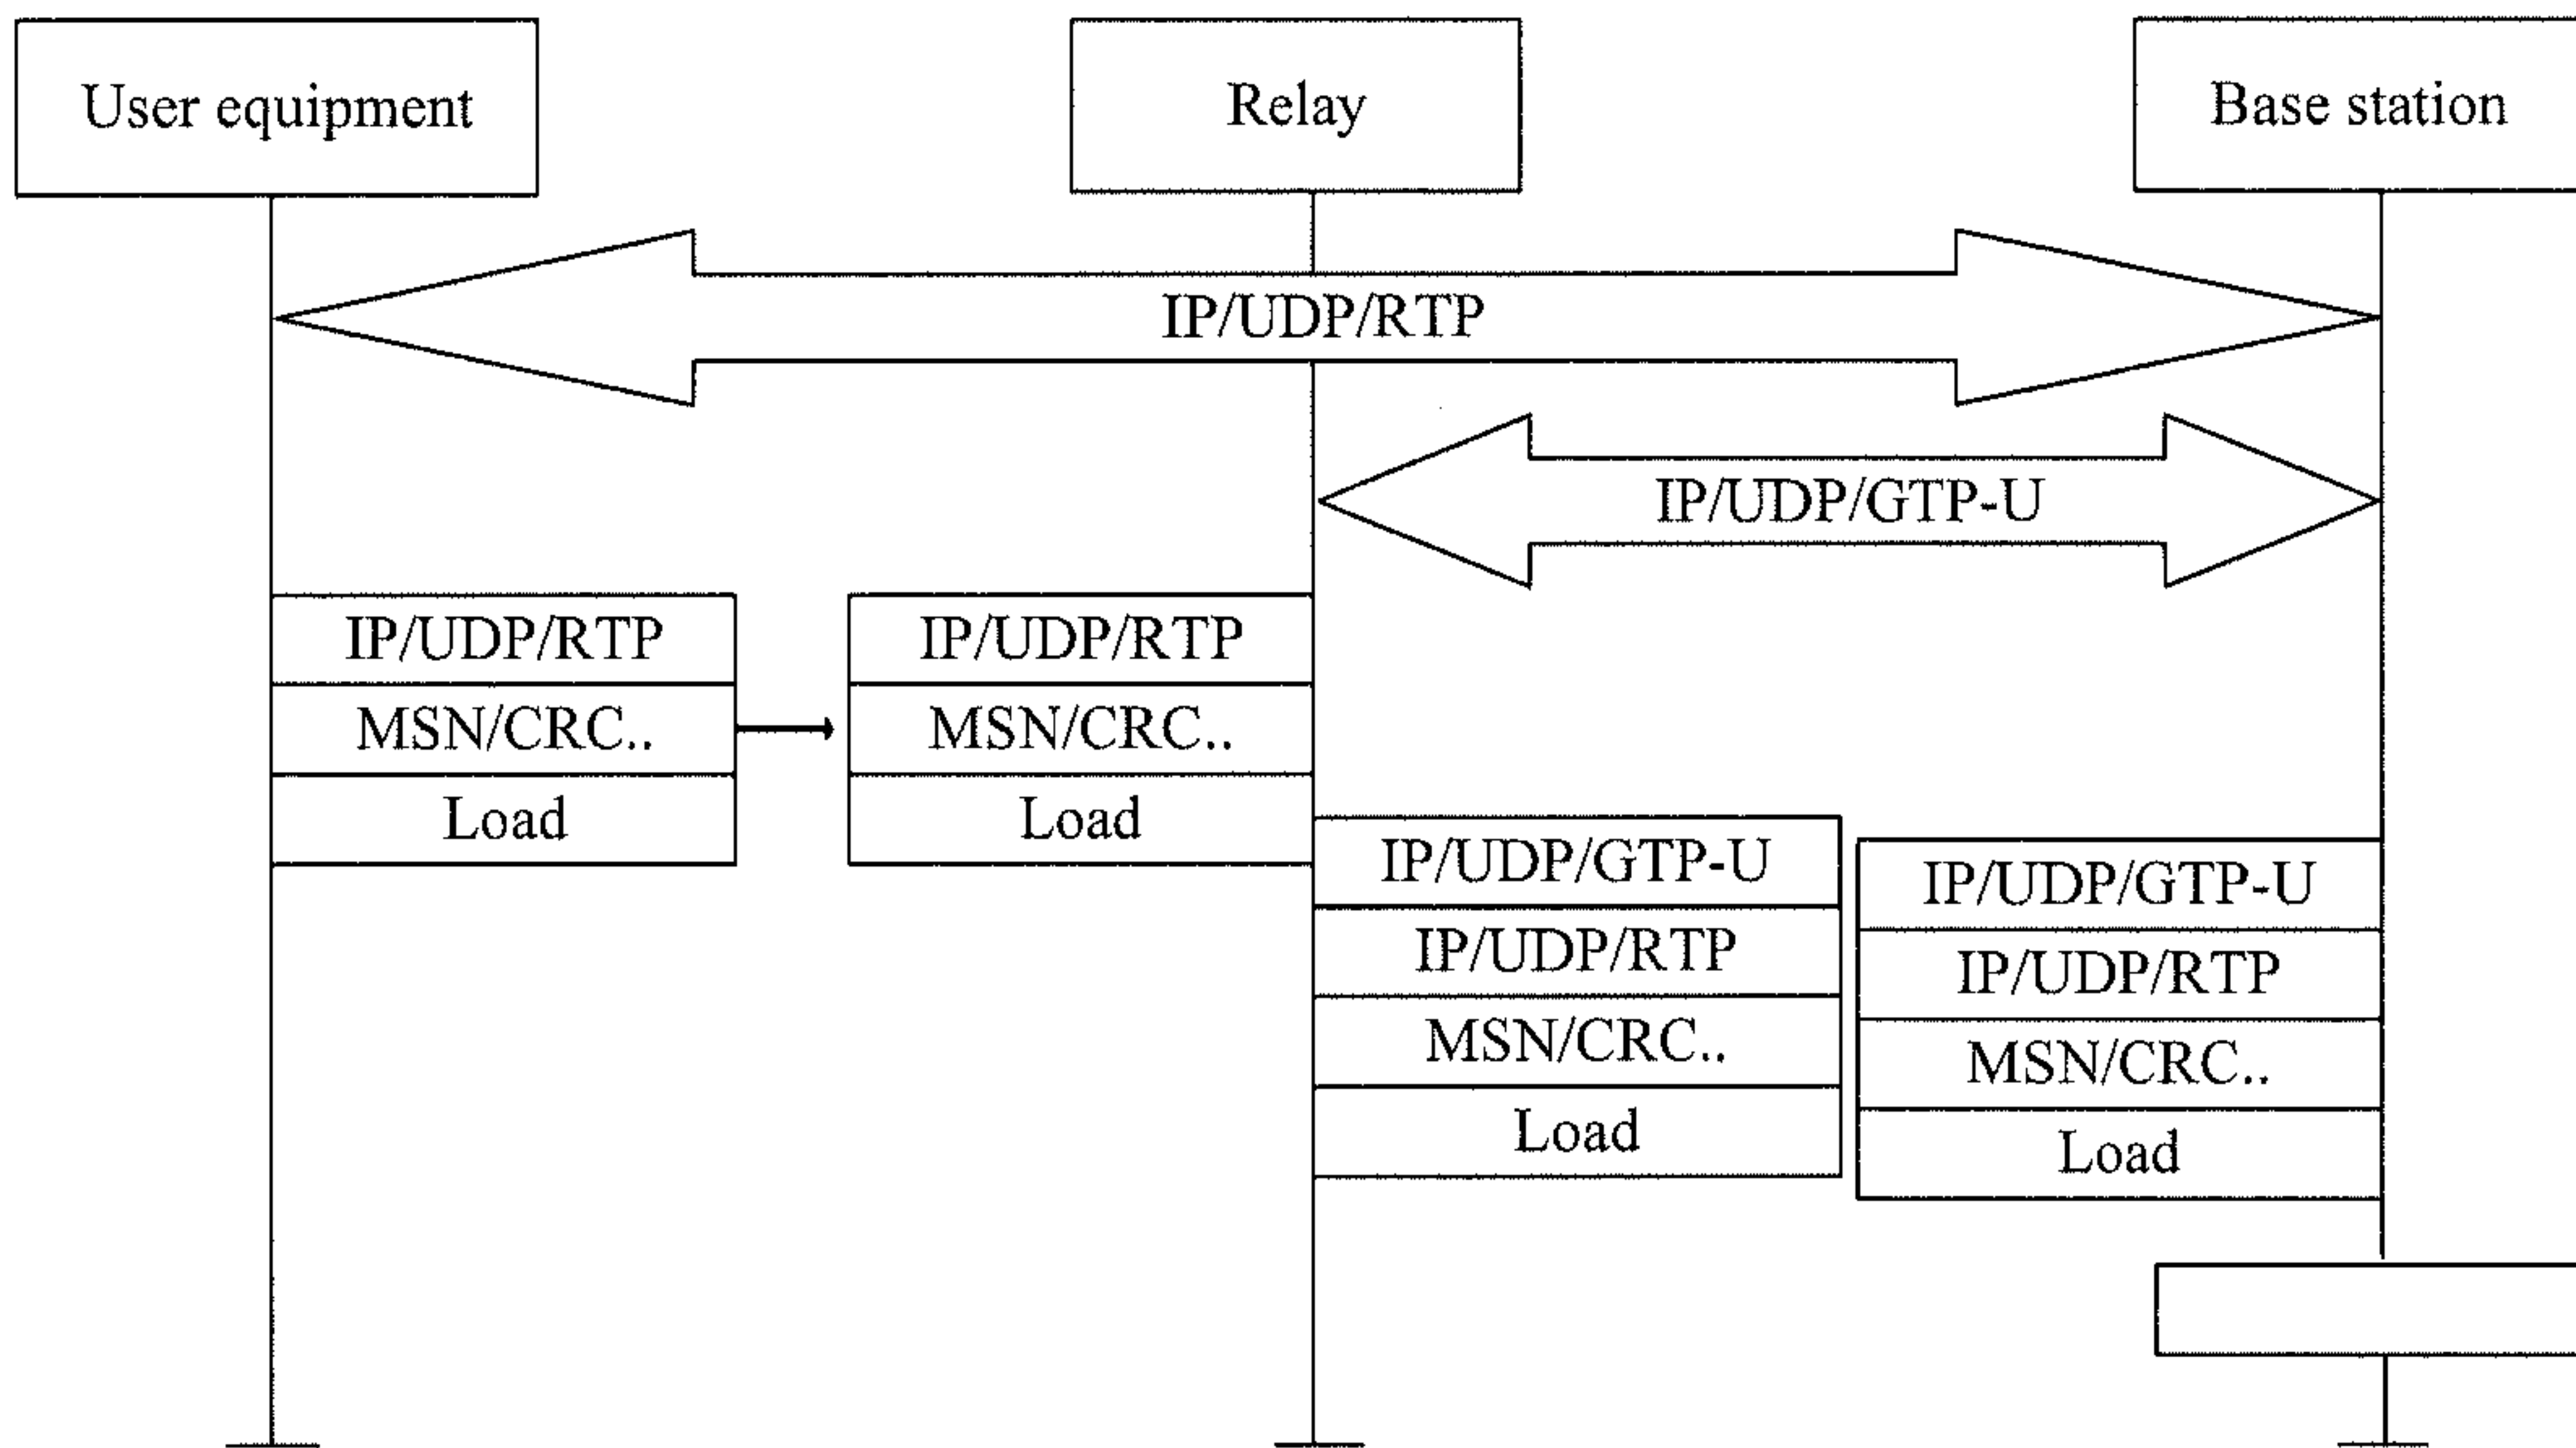 User equipment
Relay
Base station
IP/UDP/RTP
IP/UDP/GTP-U
IP/UDP/RTP
MSN/CRC..
Load
IP/UDP/RTP
MSN/CRC..
Load
IP/UDP/GTP-U
IP/UDP/RTP
MSN/CRC..
Load
IP/UDP/GTP-U
IP/UDP/RTP
MSN/CRC..
Load